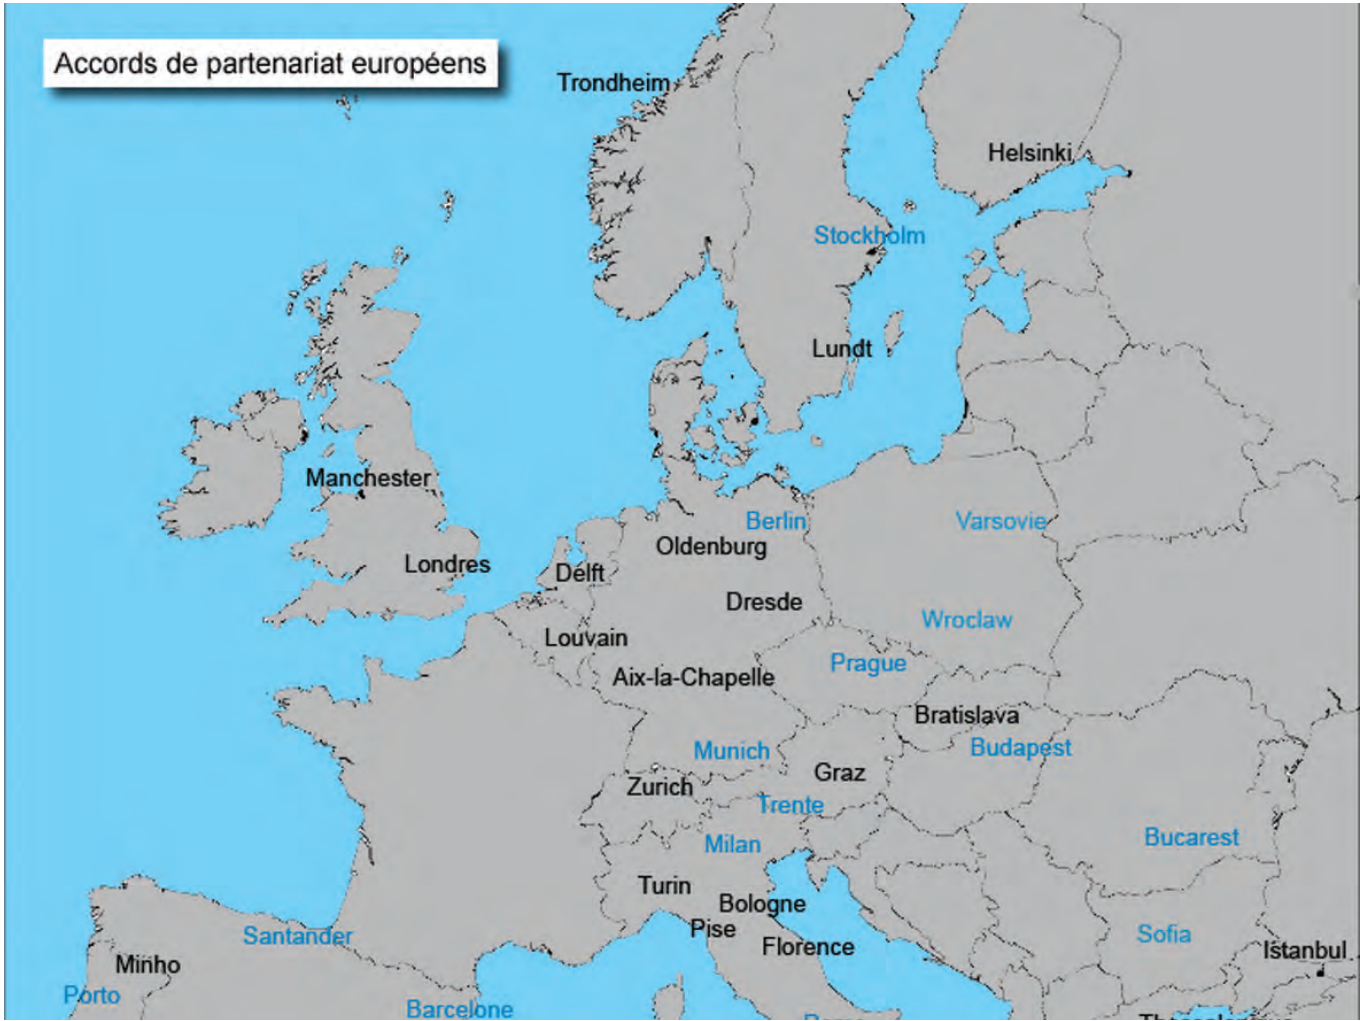 Accords de partenariat européens
Trondheim
Helsinki
Stockholm
Lundt
Manchester
Berlin
Varsovie
Oldenburg
Londres
Delft
Dresde
Wroclaw
Louvain
Prague
Aix-la-Chapelle
Bratislava
Munich
Budapest
Graz
Zurich
Trente
Bucarest
Milan
Turin
Bologne
Pise
Santander
Sofia
Florence
Istanbul
Minho
Porto
Barcelone